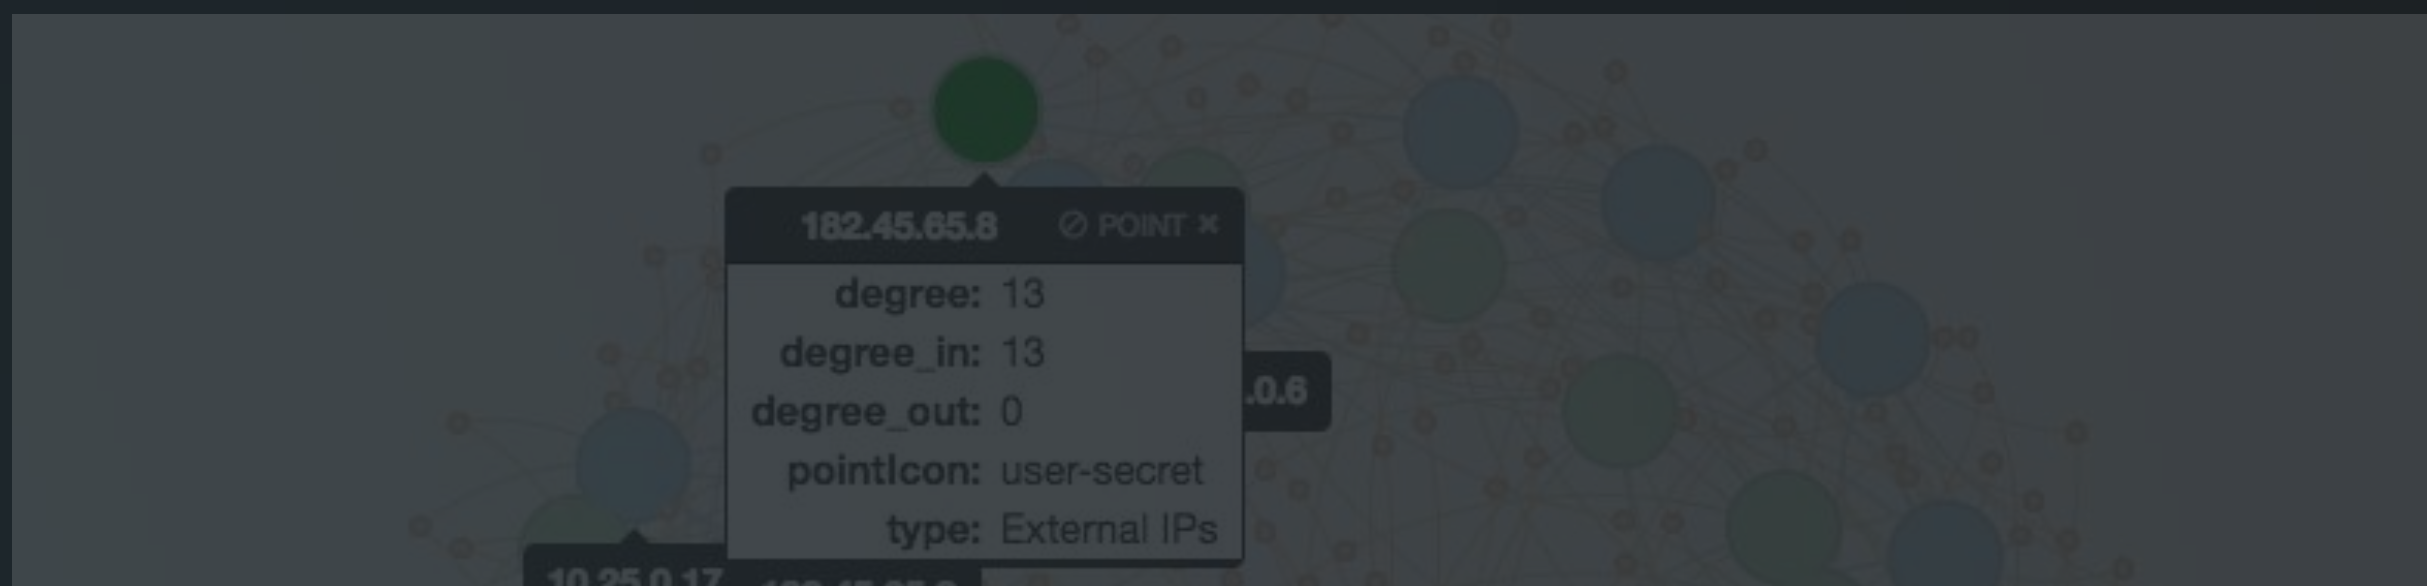 182.45.65.8 POINT
degree: 13
degree_in: 13
degree_out: 0
pointIcon: user-secret
type: External IPs
.0.6
10.25.0.17